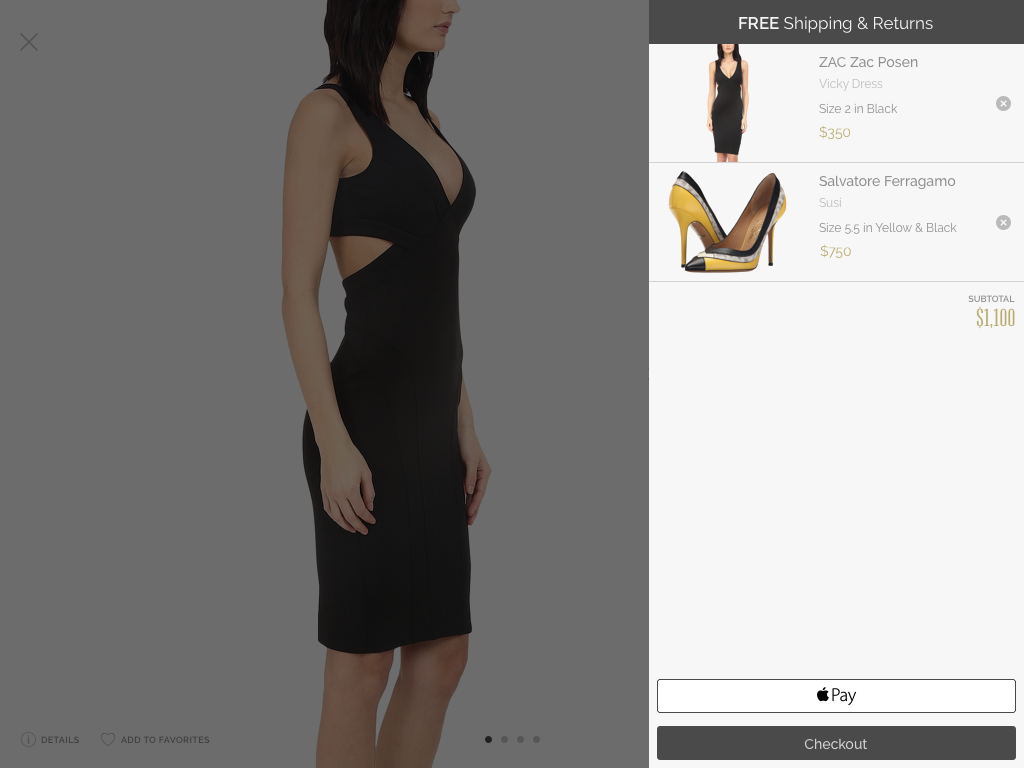 FREE Shipping & Returns
ZAC Zac Posen
Vicky Dress
Size 2 in Black
$350
Salvatore Ferragamo
Susi
Size 5.5 in Yellow & Black
$750
SUBTOTAL
$1,100
Pay
DETAILS
ADD TO FAVORITES
Checkout